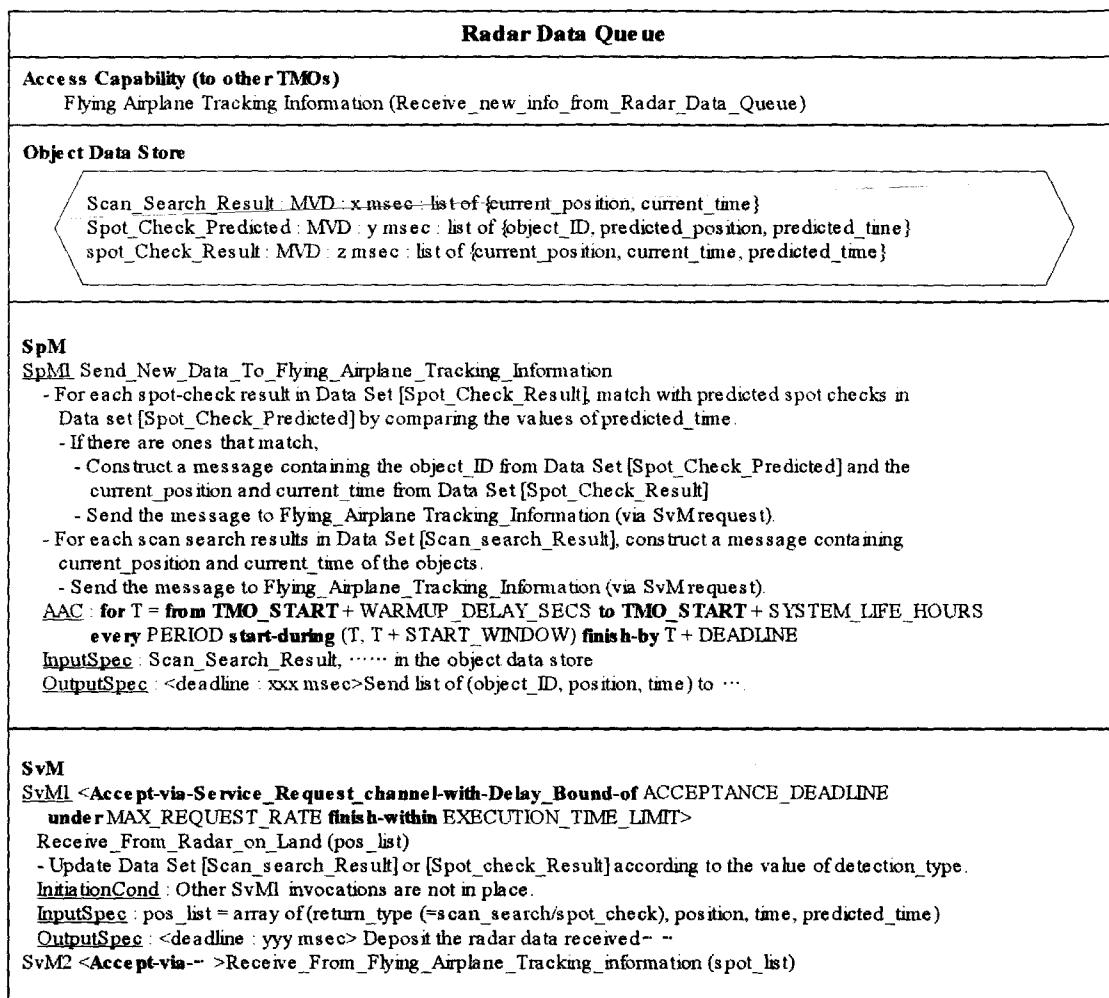 Radar Data Queue
Access Capability (to other TMOs)
Flying Airplane Tracking Information (Receive_new_info_from_Radar_Data_Queue)
Object Data Store
Scan_Search_Result : MVD : x msec : list of {current_position, current_time}
Spot_Check_Predicted : MVD : y msec : list of {object_ID, predicted_position, predicted_time}
spot_Check_Result : MVD : z msec : list of {current_position, current_time, predicted_time}
SpM
SpM1 Send_New_Data_To_Flying_Airplane_Tracking_Information
- For each spot-check result in Data Set [Spot_Check_Result], match with predicted spot checks in
Data set [Spot_Check_Predicted] by comparing the values of predicted_time.
- If there are ones that match,
- Construct a message containing the object_ID from Data Set [Spot_Check_Predicted] and the
current_position and current_time from Data Set [Spot_Check_Result]
- Send the message to Flying_Airplane Tracking_Information (via SvM request).
- For each scan search results in Data Set [Scan_search_Result], construct a message containing
current_position and current_time of the objects.
- Send the message to Flying_Airplane_Tracking_Information (via SvM request).
AAC : for T = from TMO_START + WARMUP_DELAY_SECS to TMO_START + SYSTEM_LIFE_HOURS
every PERIOD start-during (T, T + START_WINDOW) finish-by T + DEADLINE
InputSpec : Scan_Search_Result, ⋯⋯ in the object data store
OutputSpec : <deadline : xxx msec>Send list of (object_ID, position, time) to ⋯.
SvM
SvM1 <Accept-via-Service_Request_channel-with-Delay_Bound-of ACCEPTANCE_DEADLINE
under MAX_REQUEST_RATE finish-within EXECUTION_TIME_LIMIT>
Receive_From_Radar_on_Land (pos_list)
- Update Data Set [Scan_search_Result] or [Spot_check_Result] according to the value of detection_type.
InitiationCond : Other SvM1 invocations are not in place.
InputSpec : pos_list = array of (return_type (=scan_search/spot_check), position, time, predicted_time)
OutputSpec : <deadline : yyy msec> Deposit the radar data received⋯ ⋯
SvM2 <Accept-via-⋯ >Receive_From_Flying_Airplane_Tracking_information (spot_list)